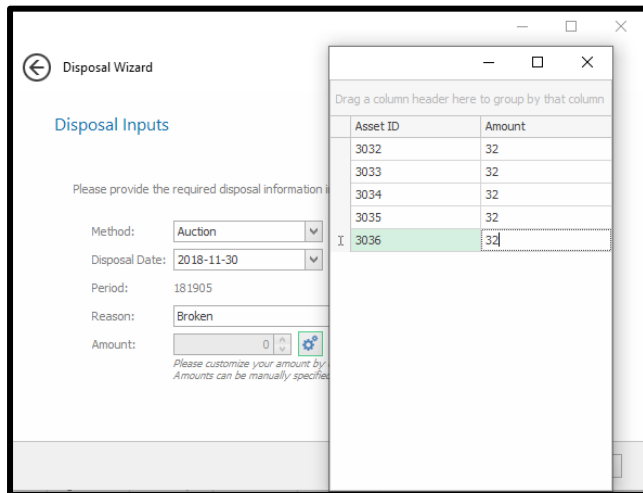 Disposal Wizard
Disposal Inputs
Please provide the required disposal information
Method: Auction
Disposal Date: 2018-11-30
Period: 181905
Reason: Broken
Amount: 0
Please customize your amount by
Amounts can be manually specified
Drag a column header here to group by that column
Asset ID Amount
3032 32
3033 32
3034 32
3035 32
3036 32